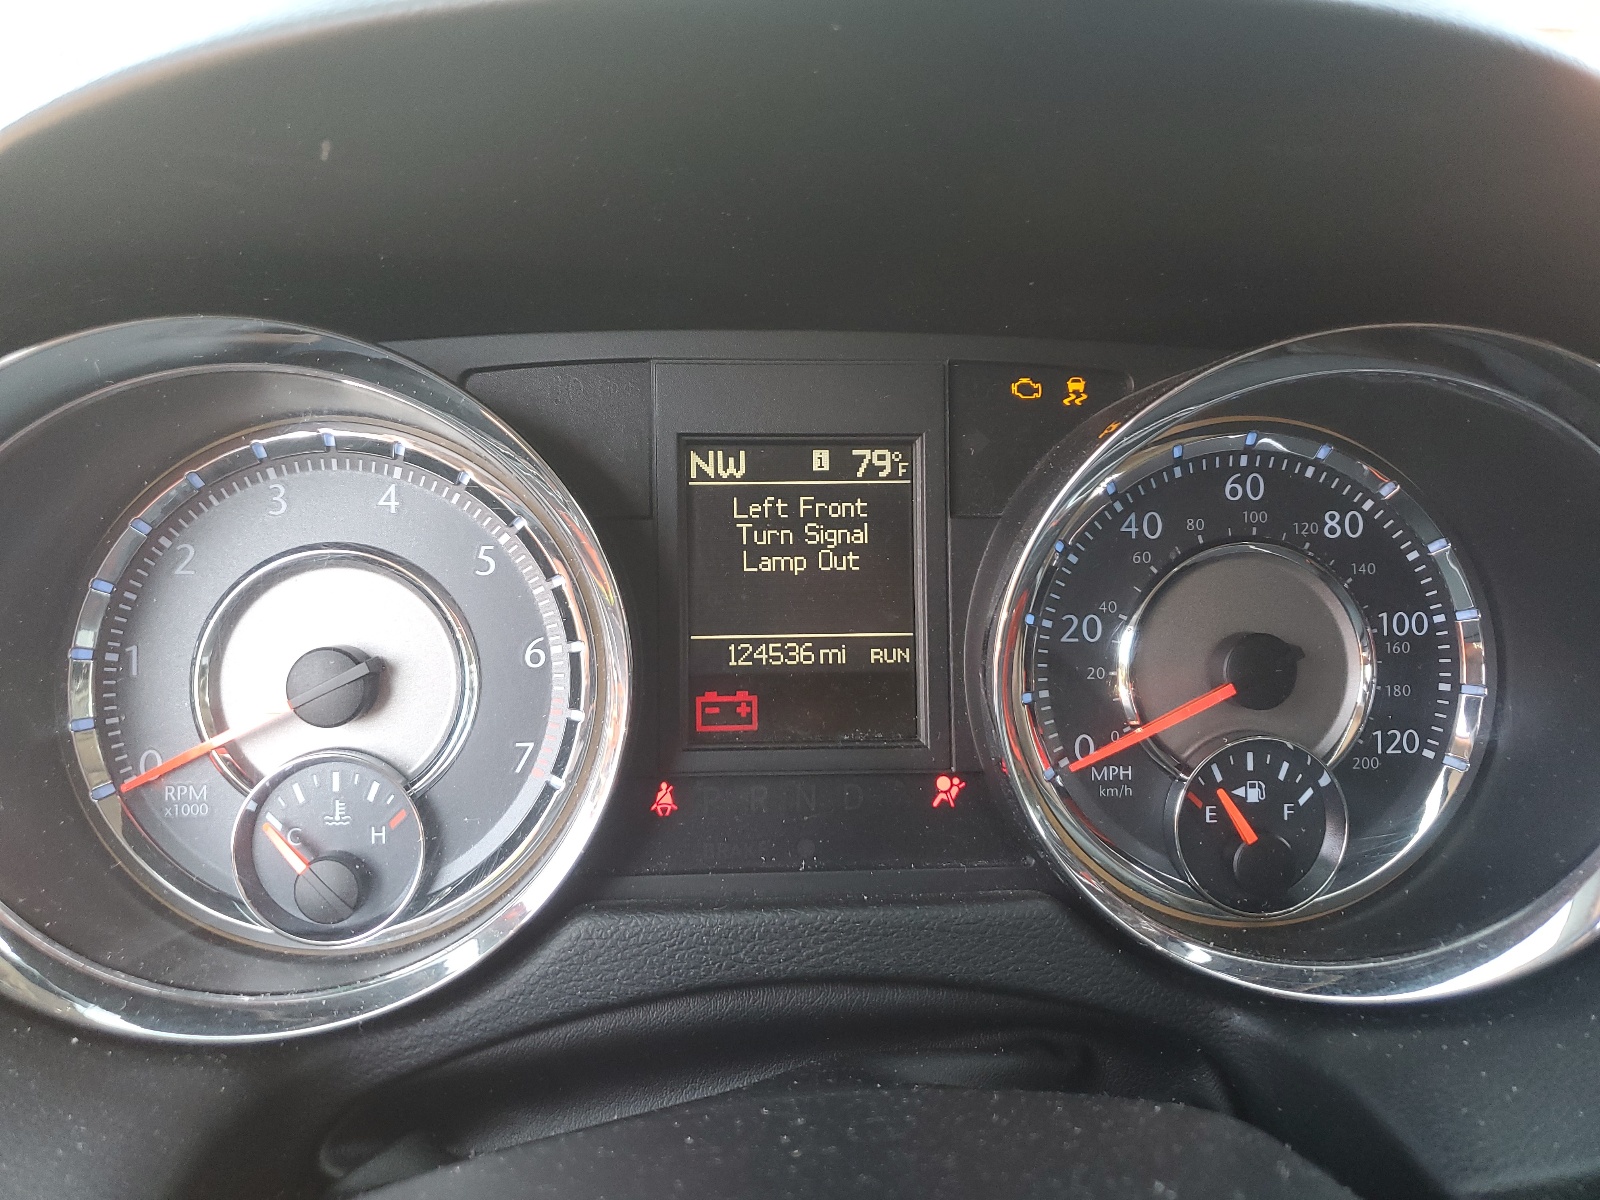 NW i 79°F
Left Front
Turn Signal
Lamp Out
124536 mi RUN
- +
0 1 2 3 4 5 6 7
RPM
x1000
C H
0 20 40 60 80 100 120
0 20 40 60 80 100 120 140 160 180 200
MPH
km/h
E F
P R N D